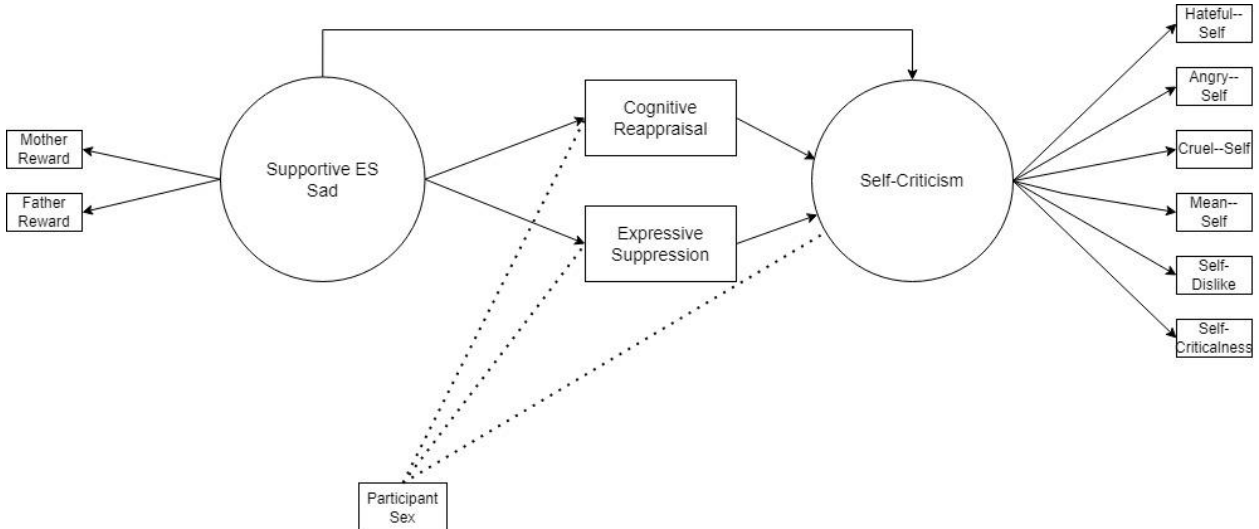 Mother
Reward
Father
Reward
Supportive ES
Sad
Cognitive
Reappraisal
Expressive
Suppression
Self-Criticism
Hateful--
Self
Angry--
Self
Cruel--Self
Mean--
Self
Self-
Dislike
Self-
Criticalness
Participant
Sex